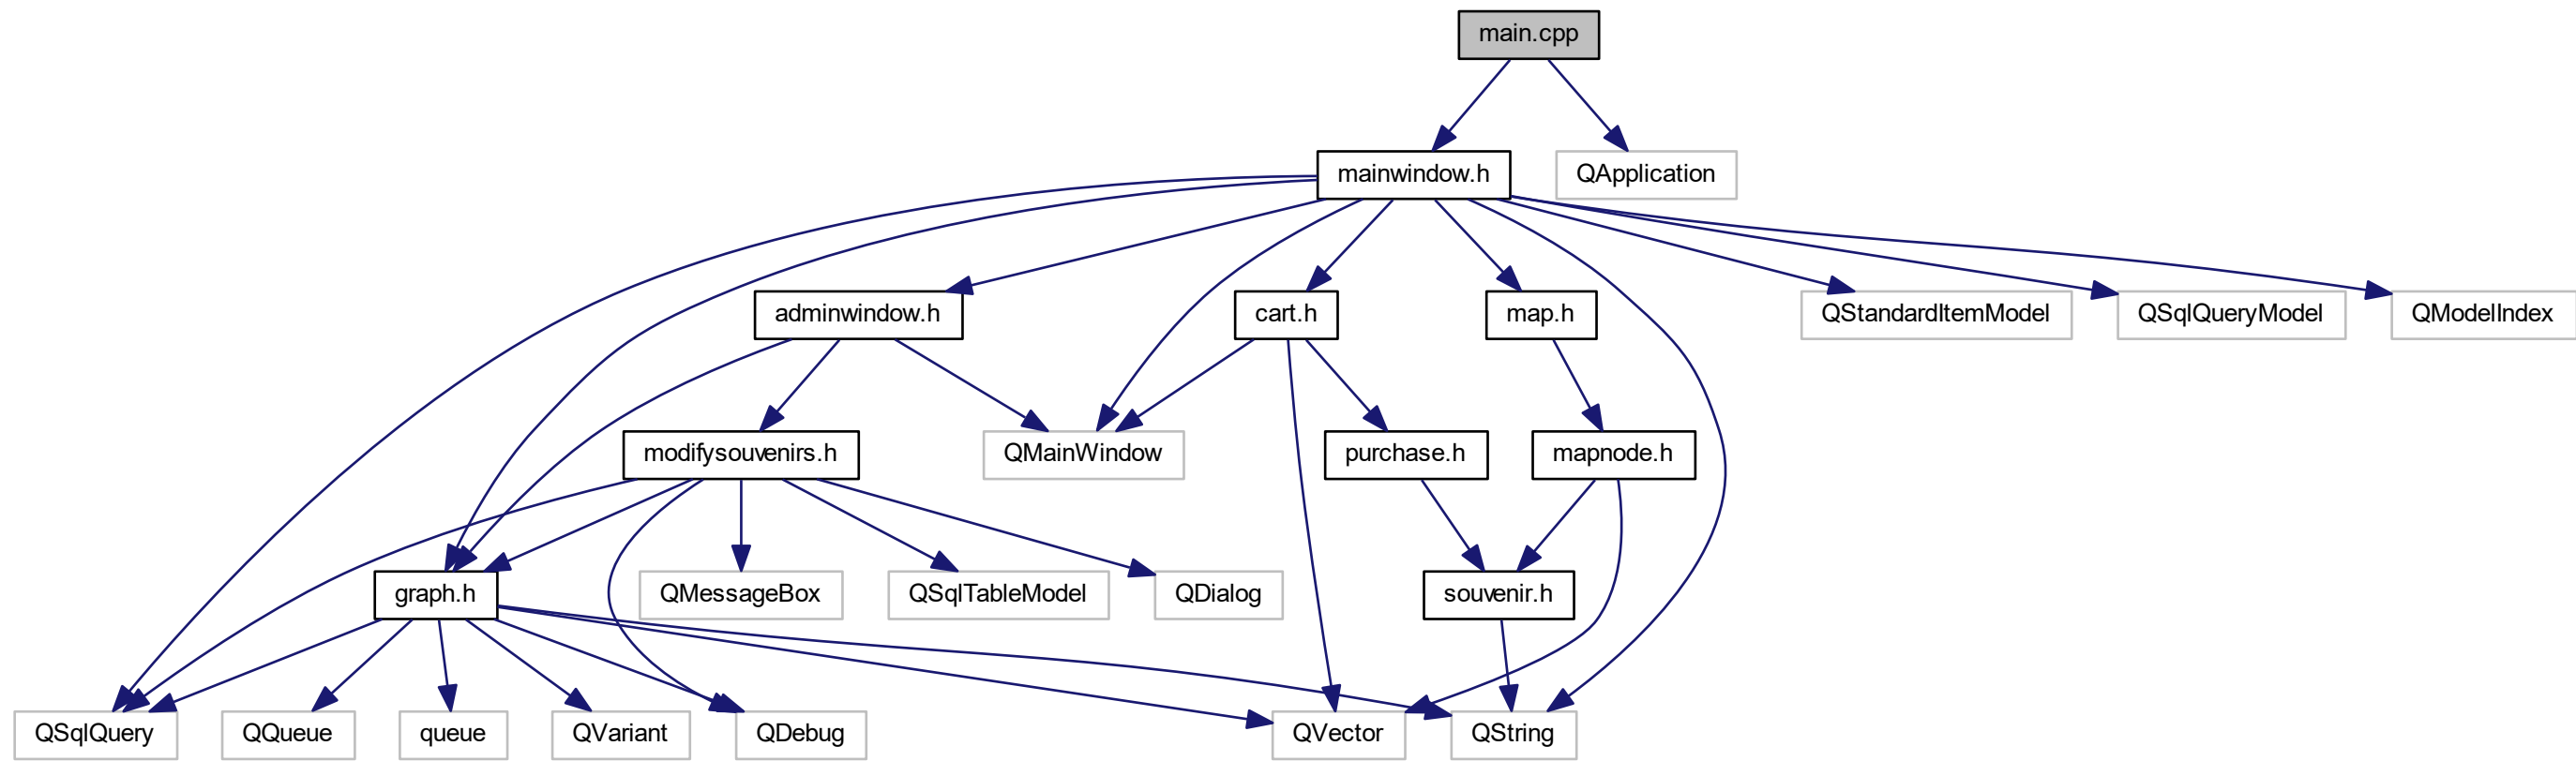 main.cpp
mainwindow.h
QApplication
adminwindow.h
cart.h
map.h
QStandardItemModel
QSqlQueryModel
QModelIndex
modifysouvenirs.h
QMainWindow
purchase.h
mapnode.h
graph.h
QMessageBox
QSqlTableModel
QDialog
souvenir.h
QSqlQuery
QQueue
queue
QVariant
QDebug
QVector
QString